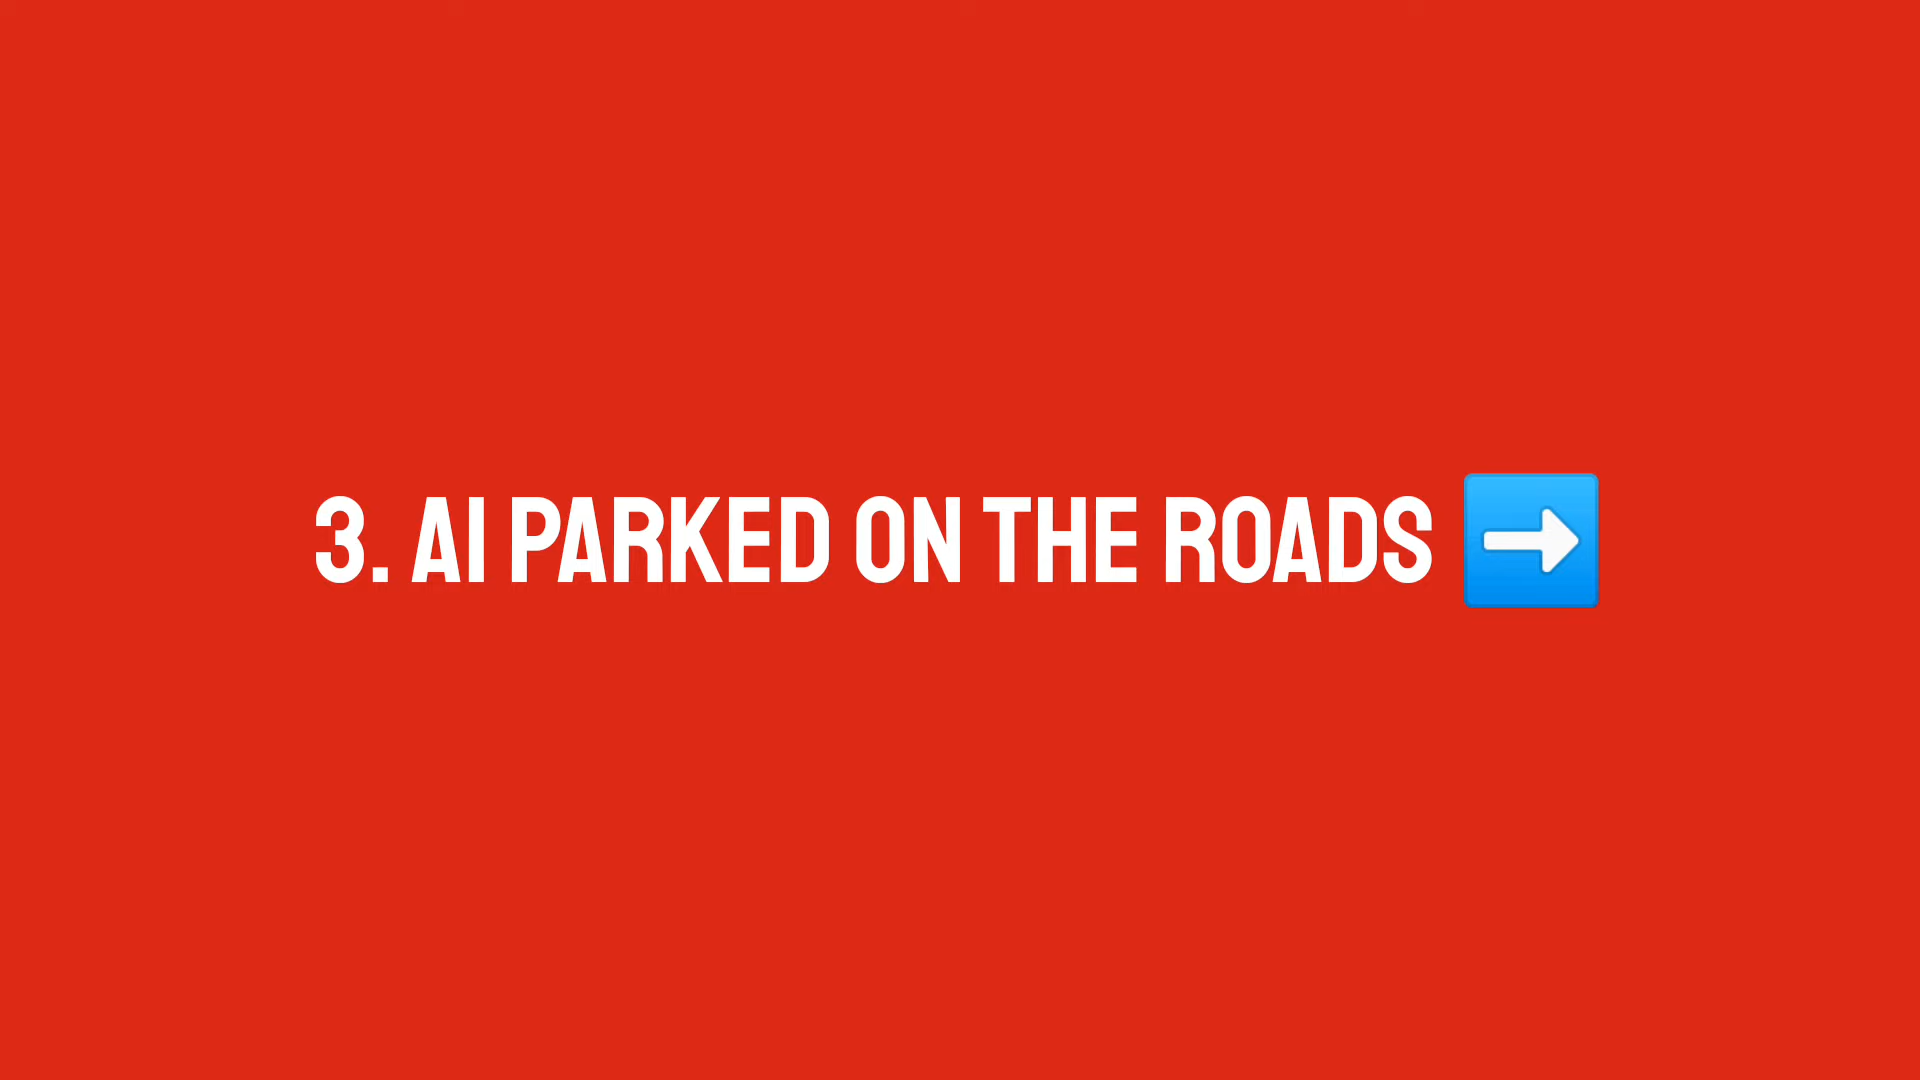 3. AI PARKED ON THE ROADS ➡️